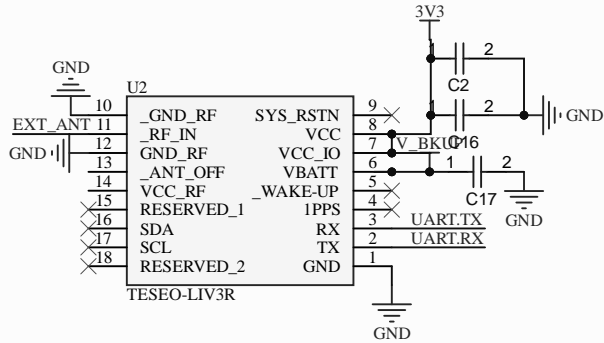 3V3
GND
U2
2
C2
10
_GND_RF
SYS_RSTN
9
2
GND
EXT_ANT
11
_RF_IN
VCC
8
C16
GND
12
GND_RF
VCC_IO
7
V_BKUP
13
_ANT_OFF
VBATT
6
1
2
14
VCC_RF
_WAKE-UP
5
C17
15
RESERVED_1
1PPS
4
GND
16
SDA
RX
3
UART.TX
17
SCL
TX
2
UART.RX
18
RESERVED_2
GND
1
TESEO-LIV3R
GND